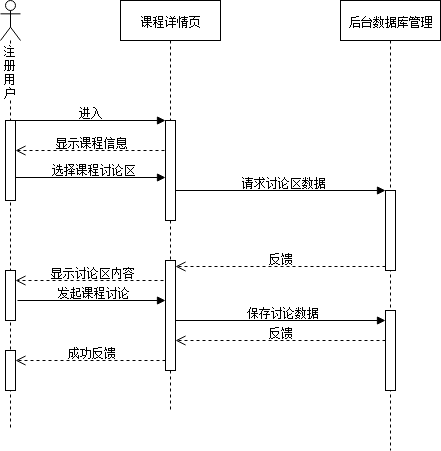 课程详情页
后台数据库管理
注册用户
进入
显示课程信息
选择课程讨论区
请求讨论区数据
反馈
显示讨论区内容
发起课程讨论
保存讨论数据
反馈
成功反馈